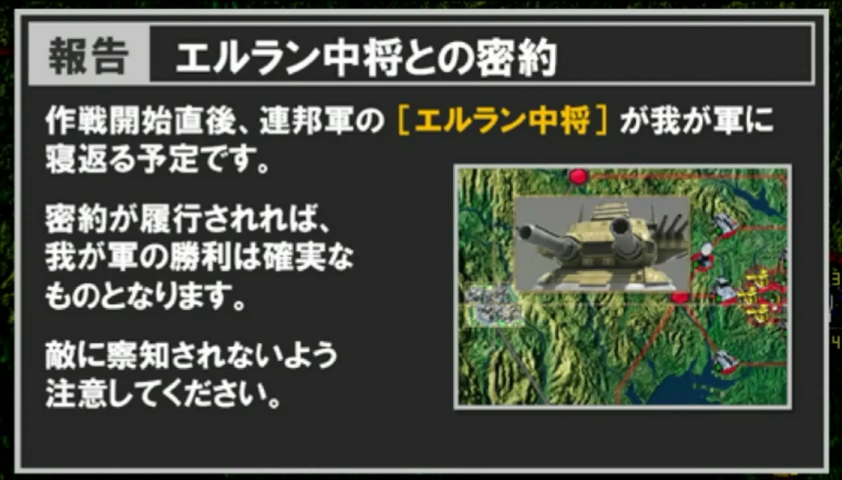 報告 エルラン中将との密約
作戦開始直後、連邦軍の [エルラン中将] が我が軍に
寝返る予定です。
密約が履行されれば、
我が軍の勝利は確実な
ものとなります。
敵に察知されないよう
注意してください。
3
4